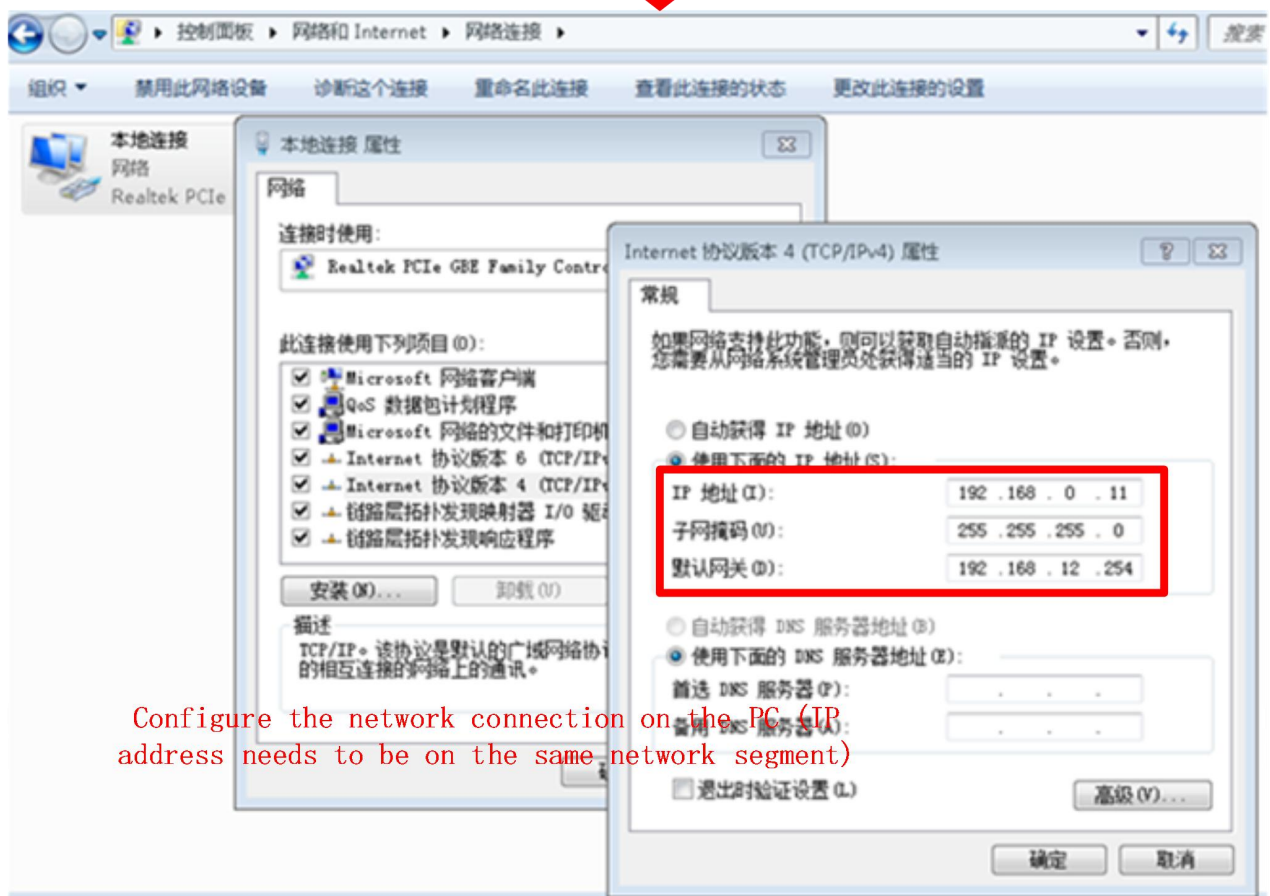 控制面板 ▸ 网络和 Internet ▸ 网络连接 ▸
搜索
组织 禁用此网络设备 诊断这个连接 重命名此连接 查看此连接的状态 更改此连接的设置
本地连接
网络
Realtek PCIe
本地连接 属性
网络
连接时使用:
Realtek PCIe GBE Family Contro
此连接使用下列项目(O):
Microsoft 网络客户端
QoS 数据包计划程序
Microsoft 网络的文件和打印机
Internet 协议版本 6 (TCP/IPv
Internet 协议版本 4 (TCP/IPv
链路层拓扑发现映射器 I/O 驱动
链路层拓扑发现响应程序
安装(N)... 卸载(U)
描述
TCP/IP。该协议是默认的广域网络协议
的相互连接的网络上的通讯。
Internet 协议版本 4 (TCP/IPv4) 属性
常规
如果网络支持此功能，则可以获取自动指派的 IP 设置。否则，
您需要从网络系统管理员处获得适当的 IP 设置。
自动获得 IP 地址(O)
使用下面的 IP 地址(S):
IP 地址(I): 192 .168 . 0 . 11
子网掩码(U): 255 .255 .255 . 0
默认网关(D): 192 .168 . 12 .254
自动获得 DNS 服务器地址(B)
使用下面的 DNS 服务器地址(E):
首选 DNS 服务器(P):
备用 DNS 服务器(A):
退出时验证设置(L)
高级(V)...
确定 取消
Configure the network connection on the PC (IP
address needs to be on the same network segment)